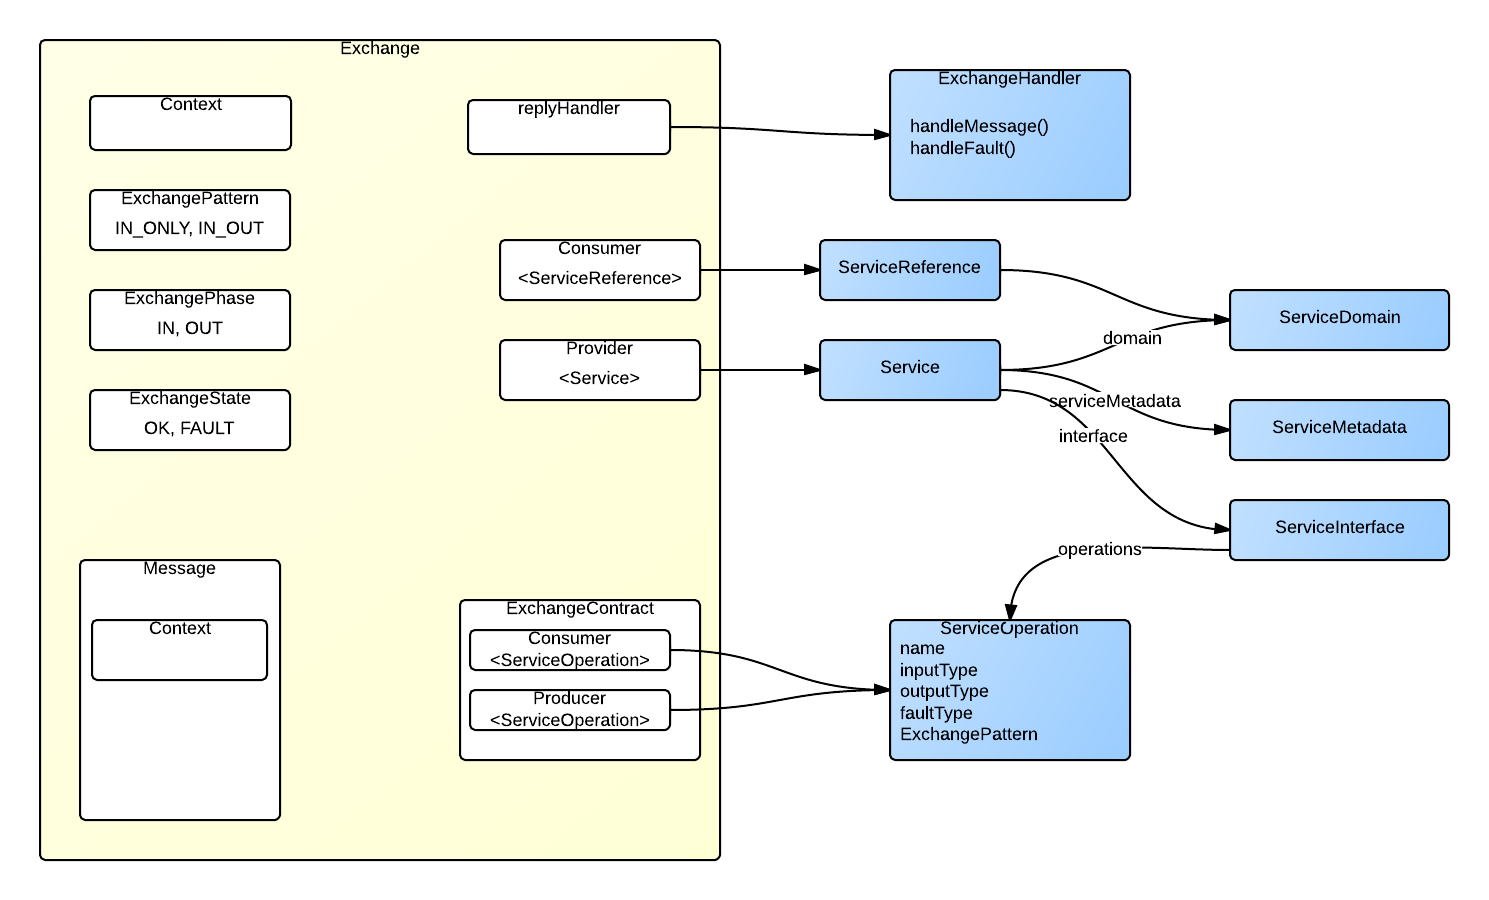 Exchange
Context
ExchangePattern
IN_ONLY, IN_OUT
ExchangePhase
IN, OUT
ExchangeState
OK, FAULT
Message
Context
replyHandler
Consumer
<ServiceReference>
Provider
<Service>
ExchangeContract
Consumer
<ServiceOperation>
Producer
<ServiceOperation>
ExchangeHandler
handleMessage()
handleFault()
ServiceReference
Service
domain
serviceMetadata
interface
ServiceDomain
ServiceMetadata
ServiceInterface
operations
ServiceOperation
name
inputType
outputType
faultType
ExchangePattern